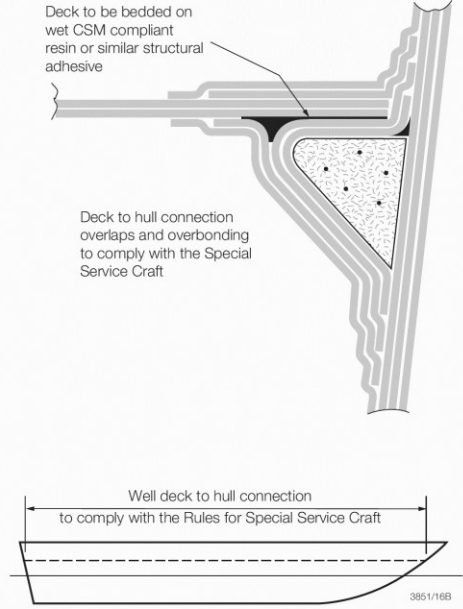 Deck to be bedded on
wet CSM compliant
resin or similar structural
adhesive
Deck to hull connection
overlaps and overbonding
to comply with the Special
Service Craft
Well deck to hull connection
to comply with the Rules for Special Service Craft
3851/16B